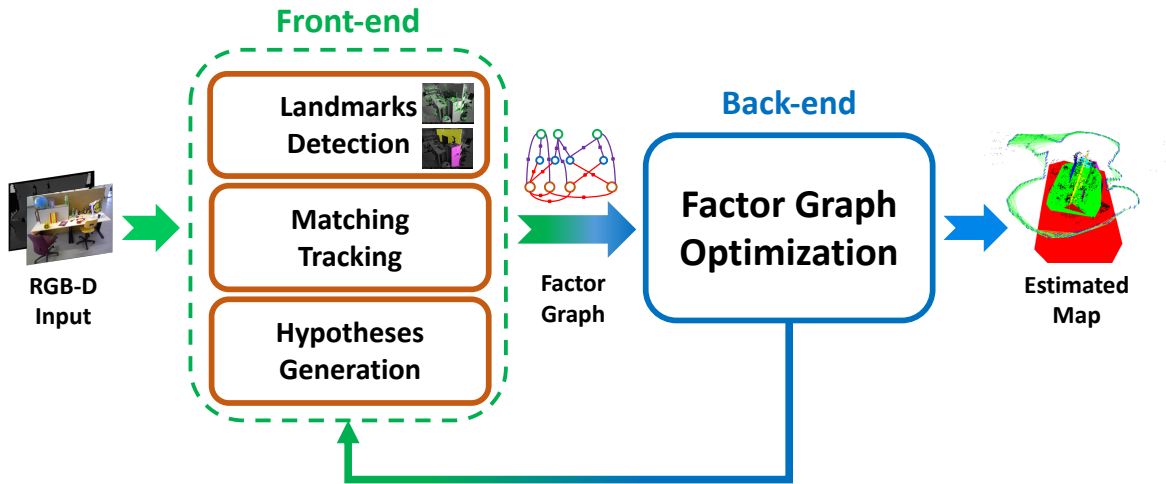 Front-end
Landmarks
Detection
Matching
Tracking
Hypotheses
Generation
RGB-D
Input
Factor
Graph
Back-end
Factor Graph
Optimization
Estimated
Map